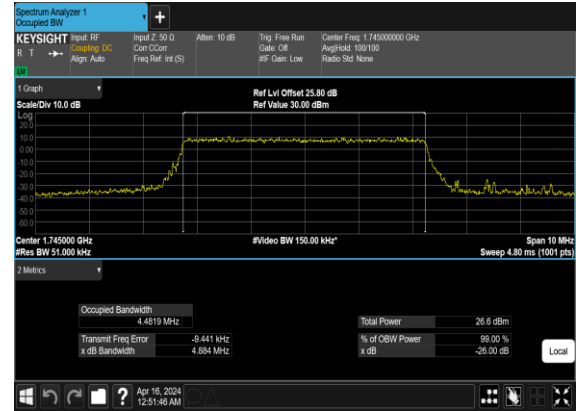 Spectrum Analyzer 1
Occupied BW
KEYSIGHT Input: RF Input Z: 50 Ω Atten: 10 dB Trig: Free Run Center Freq: 1.745000000 GHz
R T Coupling: DC Corr CCorr Gate: Off Avg|Hold: 100/100
Align: Auto Freq Ref: Int (S) #IF Gain: Low Radio Std: None
LXI
1 Graph Ref Lvl Offset 25.80 dB
Scale/Div 10.0 dB Ref Value 30.00 dBm
Log
20.0
10.0
0.00
-10.0
-20.0
-30.0
-40.0
-50.0
-60.0
Center 1.745000 GHz #Video BW 150.00 kHz* Span 10 MHz
#Res BW 51.000 kHz Sweep 4.80 ms (1001 pts)
2 Metrics
Occupied Bandwidth
4.4819 MHz Total Power 26.6 dBm
Transmit Freq Error -9.441 kHz % of OBW Power 99.00 %
x dB Bandwidth 4.884 MHz x dB -26.00 dB
Local
? Apr 16, 2024
12:51:46 AM